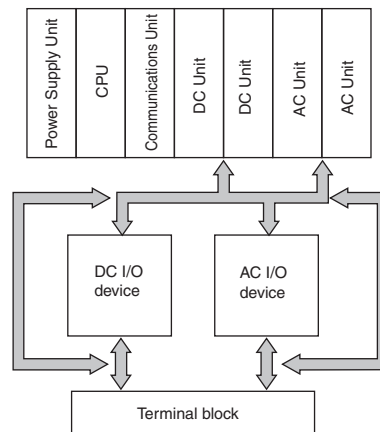 Power Supply Unit
CPU
Communications Unit
DC Unit
DC Unit
AC Unit
AC Unit
DC I/O
device
AC I/O
device
Terminal block